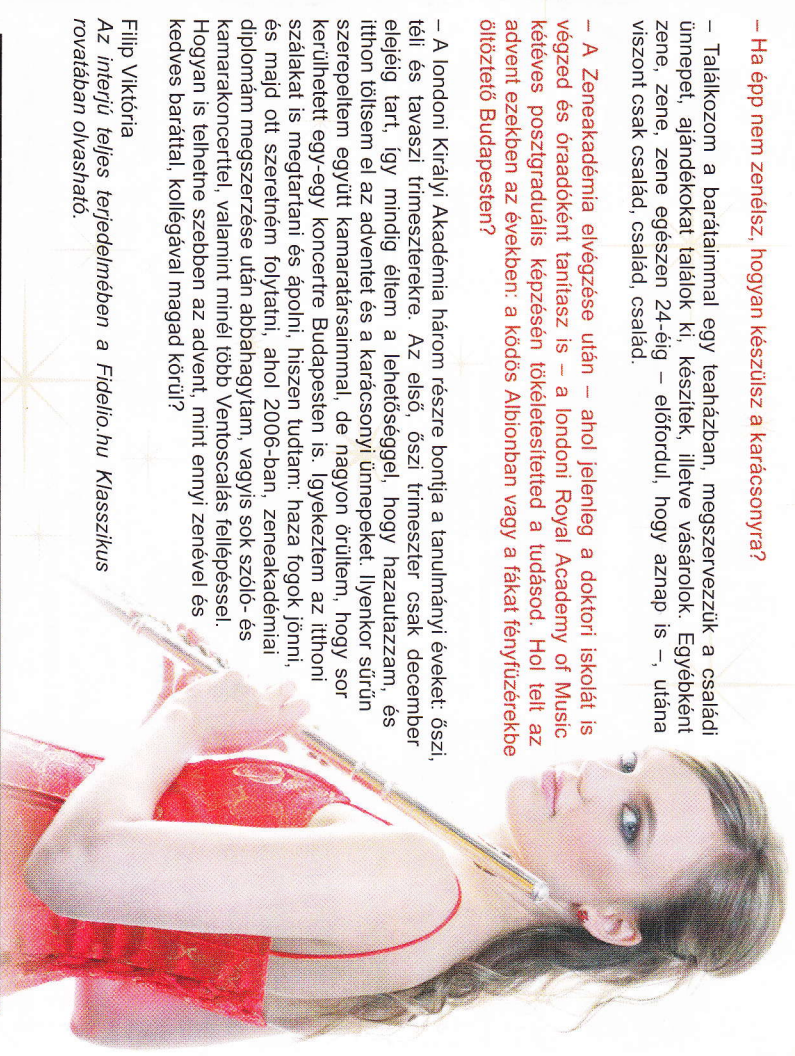 – Ha épp nem zenélsz, hogyan készülsz a karácsonyra?
– Találkozom a barátaimmal egy teaházban, megszervezzük a családi
ünnepet, ajándékokat találok ki, készítek, illetve vásárolok. Egyébként
zene, zene, zene egészen 24-éig – előfordul, hogy aznap is –, utána
viszont csak család, család, család.
– A Zeneakadémia elvégzése után – ahol jelenleg a doktori iskolát is
végzed és óraadóként tanítasz is – a londoni Royal Academy of Music
kétéves posztgraduális képzésén tökéletesítetted a tudásod. Hol telt az
advent ezekben az években: a ködös Albionban vagy a fákat fényfüzérekbe
öltöztető Budapesten?
– A londoni Királyi Akadémia három részre bontja a tanulmányi éveket: őszi,
téli és tavaszi trimeszterekre. Az első, őszi trimeszter csak december
elejéig tart, így mindig éltem a lehetőséggel, hogy hazautazzam, és
itthon töltsem el az adventet és a karácsonyi ünnepeket. Ilyenkor sűrűn
szerepeltem együtt kamaratársaimmal, de nagyon örültem, hogy sor
kerülhetett egy-egy koncertre Budapesten is. Igyekeztem az itthoni
szálakat is megtartani és ápolni, hiszen tudtam: haza fogok jönni,
és majd ott szeretném folytatni, ahol 2006-ban, zeneakadémiai
diplomám megszerzése után abbahagytam, vagyis sok szóló- és
kamarakoncerttel, valamint minél több Ventoscalás fellépéssel.
Hogyan is telhetne szebben az advent, mint ennyi zenével és
kedves baráttal, kollégával magad körül?
Filip Viktória
Az interjú teljes terjedelmében a Fidelio.hu Klasszikus
rovatában olvasható.